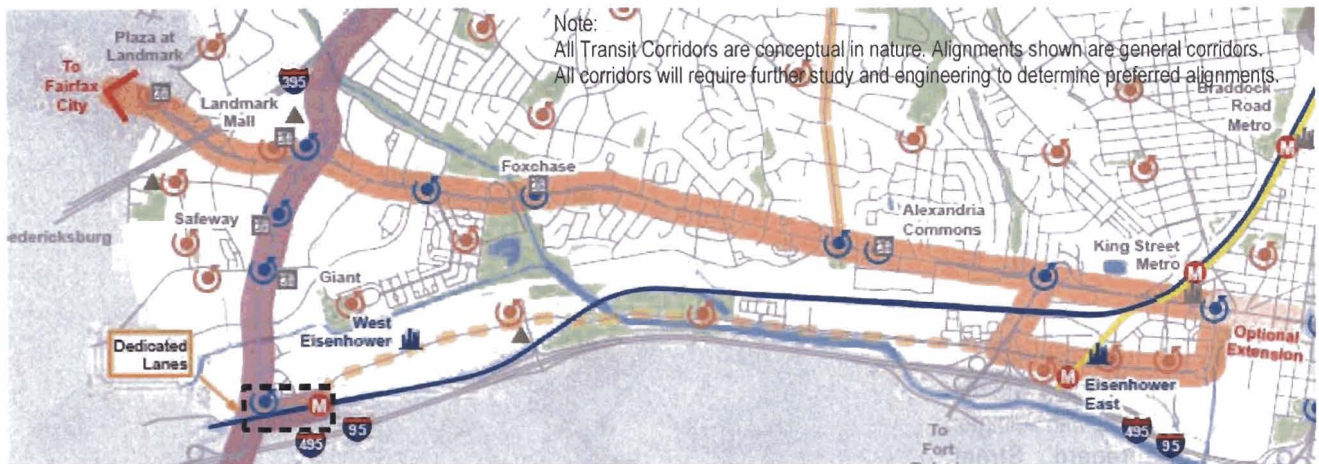 Note:
All Transit Corridors are conceptual in nature. Alignments shown are general corridors.
All corridors will require further study and engineering to determine preferred alignments.
Plaza at
Landmark
To
Fairfax
City
395
Landmark
Mall
Braddock
Road
Metro
M
Foxchase
Safeway
edericksburg
Alexandria
Commons
King Street
Metro
M
Giant
West
Eisenhower
Dedicated
Lanes
Optional
Extension
M
M
Eisenhower
East
495
95
495
95
To
Fort